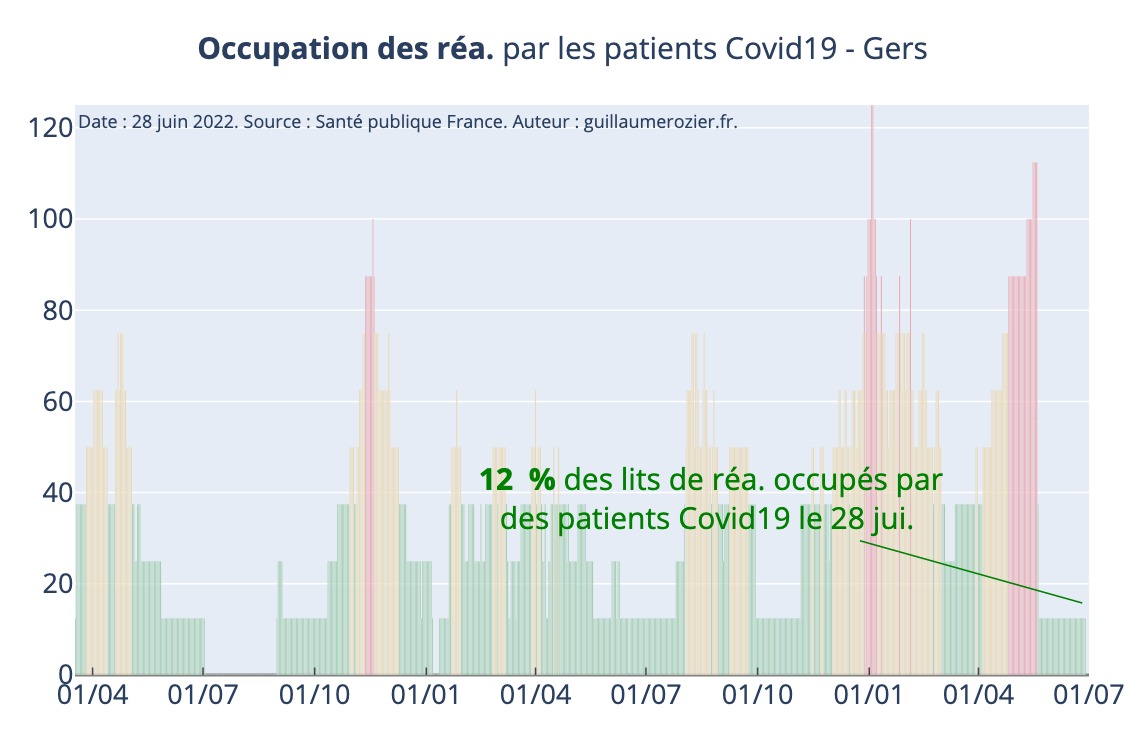 Occupation des réa. par les patients Covid19 - Gers
Date : 28 juin 2022. Source : Santé publique France. Auteur : guillaumerozier.fr.
120
100
80
60
40
20
0
12 % des lits de réa. occupés par
des patients Covid19 le 28 jui.
01/04 01/07 01/10 01/01 01/04 01/07 01/10 01/01 01/04 01/07